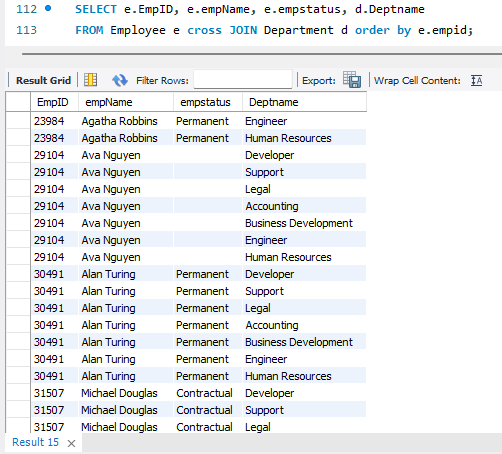 112 SELECT e.EmpID, e.empName, e.empstatus, d.Deptname
113 FROM Employee e cross JOIN Department d order by e.empid;
Result Grid Filter Rows: Export: Wrap Cell Content: IA
EmpID empName empstatus Deptname
23984 Agatha Robbins Permanent Engineer
23984 Agatha Robbins Permanent Human Resources
29104 Ava Nguyen Developer
29104 Ava Nguyen Support
29104 Ava Nguyen Legal
29104 Ava Nguyen Accounting
29104 Ava Nguyen Business Development
29104 Ava Nguyen Engineer
29104 Ava Nguyen Human Resources
30491 Alan Turing Permanent Developer
30491 Alan Turing Permanent Support
30491 Alan Turing Permanent Legal
30491 Alan Turing Permanent Accounting
30491 Alan Turing Permanent Business Development
30491 Alan Turing Permanent Engineer
30491 Alan Turing Permanent Human Resources
31507 Michael Douglas Contractual Developer
31507 Michael Douglas Contractual Support
31507 Michael Douglas Contractual Legal
Result 15